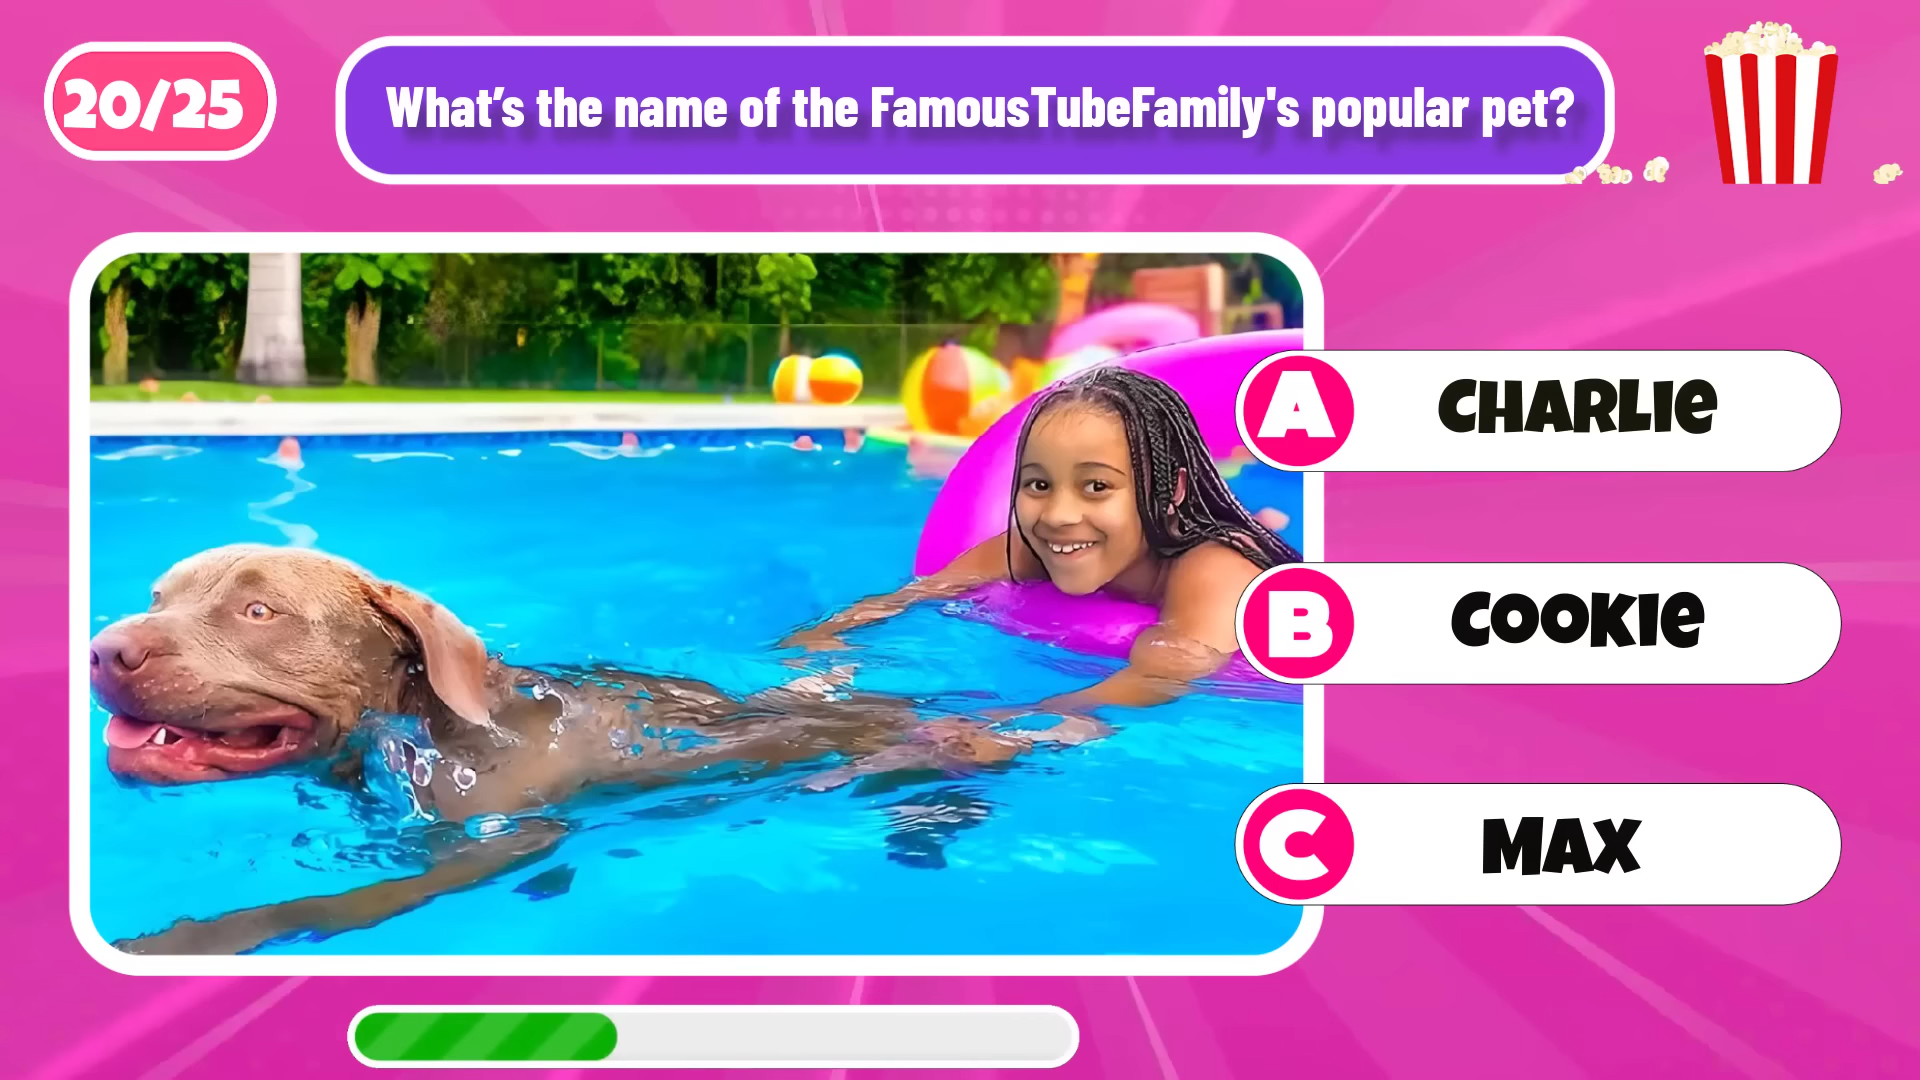 20/25
What’s the name of the FamousTubeFamily's popular pet?
A CHARLIE
B COOKIE
C MAX